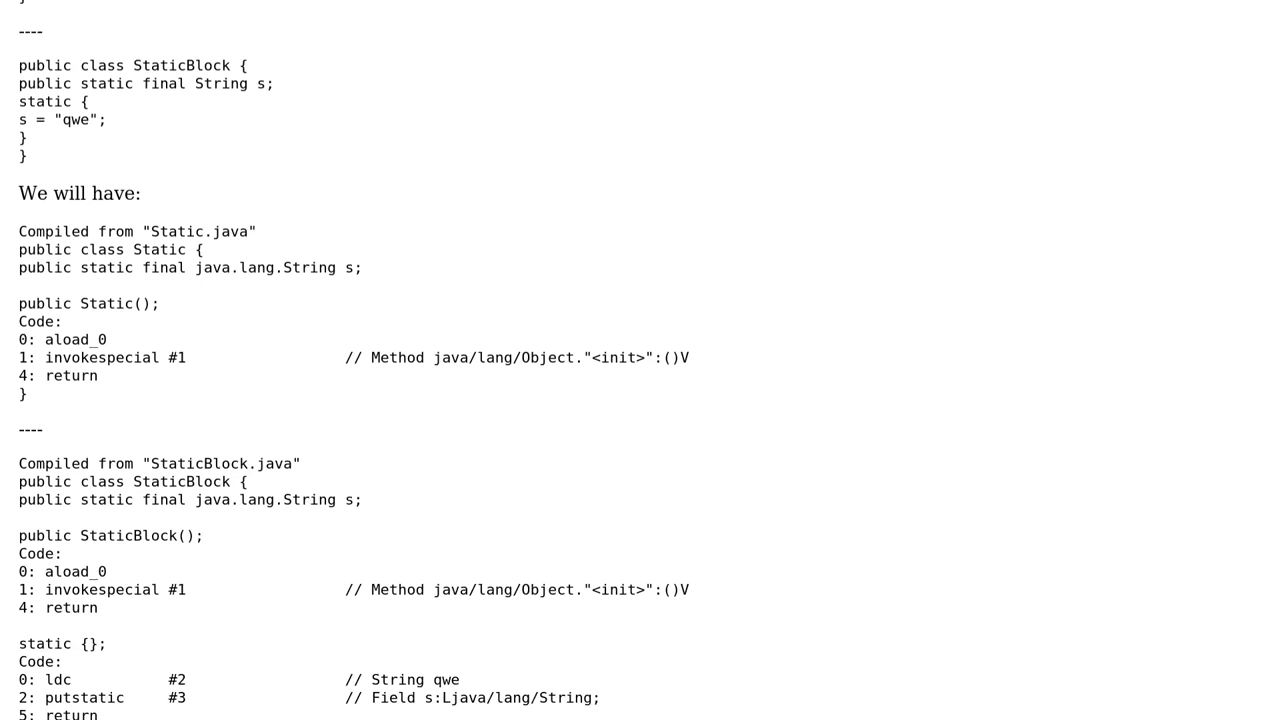 }
----
public class StaticBlock {
public static final String s;
static {
s = "qwe";
}
}
We will have:
Compiled from "Static.java"
public class Static {
public static final java.lang.String s;
public Static();
Code:
0: aload_0
1: invokespecial #1                  // Method java/lang/Object."<init>":()V
4: return
}
----
Compiled from "StaticBlock.java"
public class StaticBlock {
public static final java.lang.String s;
public StaticBlock();
Code:
0: aload_0
1: invokespecial #1                  // Method java/lang/Object."<init>":()V
4: return
static {};
Code:
0: ldc           #2                  // String qwe
2: putstatic     #3                  // Field s:Ljava/lang/String;
5: return